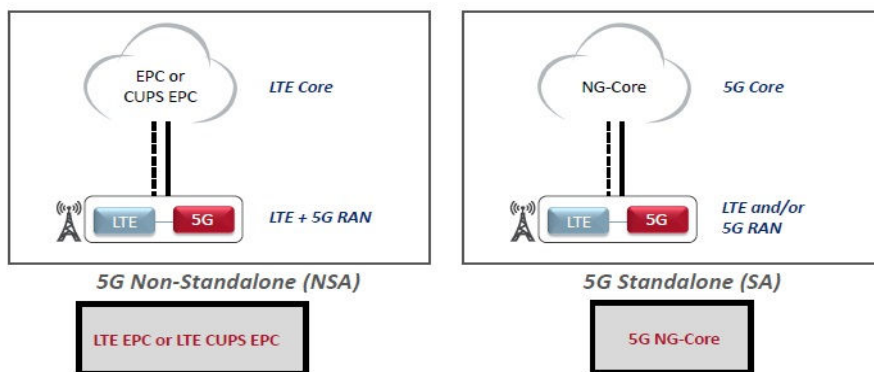 EPC or
CUPS EPC
LTE Core
LTE
5G
LTE + 5G RAN
5G Non-Standalone (NSA)
LTE EPC or LTE CUPS EPC
NG-Core
5G Core
LTE
5G
LTE and/or
5G RAN
5G Standalone (SA)
5G NG-Core